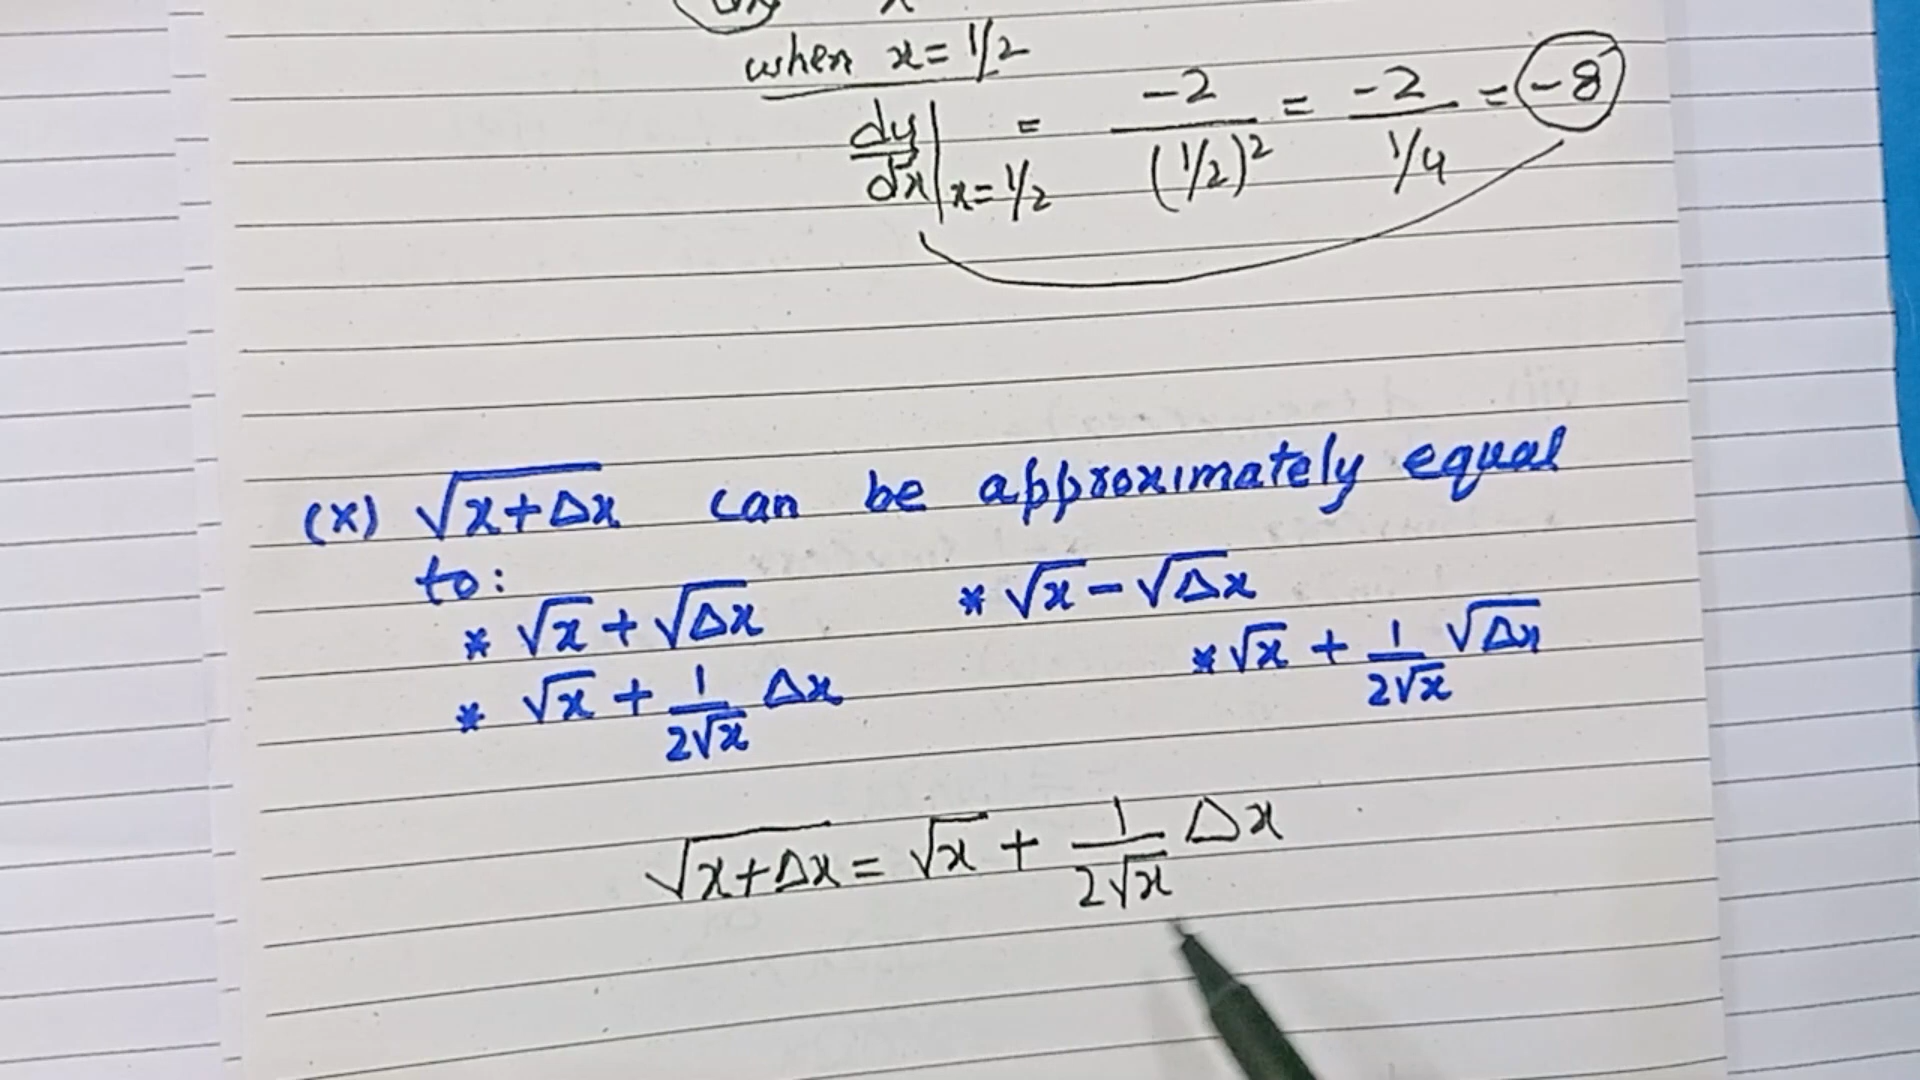 when x = 1/2
dy/dx | x = 1/2 = -2/(1/2)² = -2/1/4 = -8
(x) √x+Δx can be approximately equal
to:
* √x + √Δx * √x - √Δx
* √x + 1/2√x Δx * √x + 1/2√x √Δx
√x+Δx = √x + 1/2√x Δx